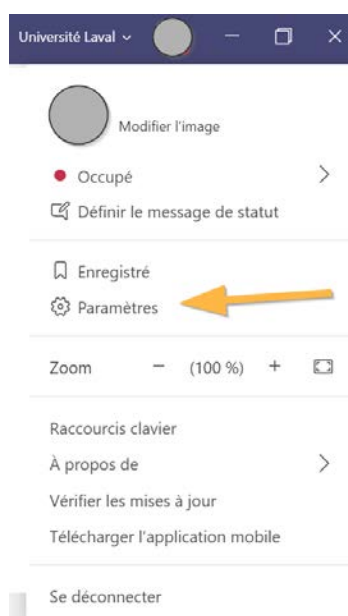 Université Laval
Modifier l'image
Occupé
Définir le message de statut
Enregistré
Paramètres
Zoom − (100 %) +
Raccourcis clavier
À propos de
Vérifier les mises à jour
Télécharger l'application mobile
Se déconnecter